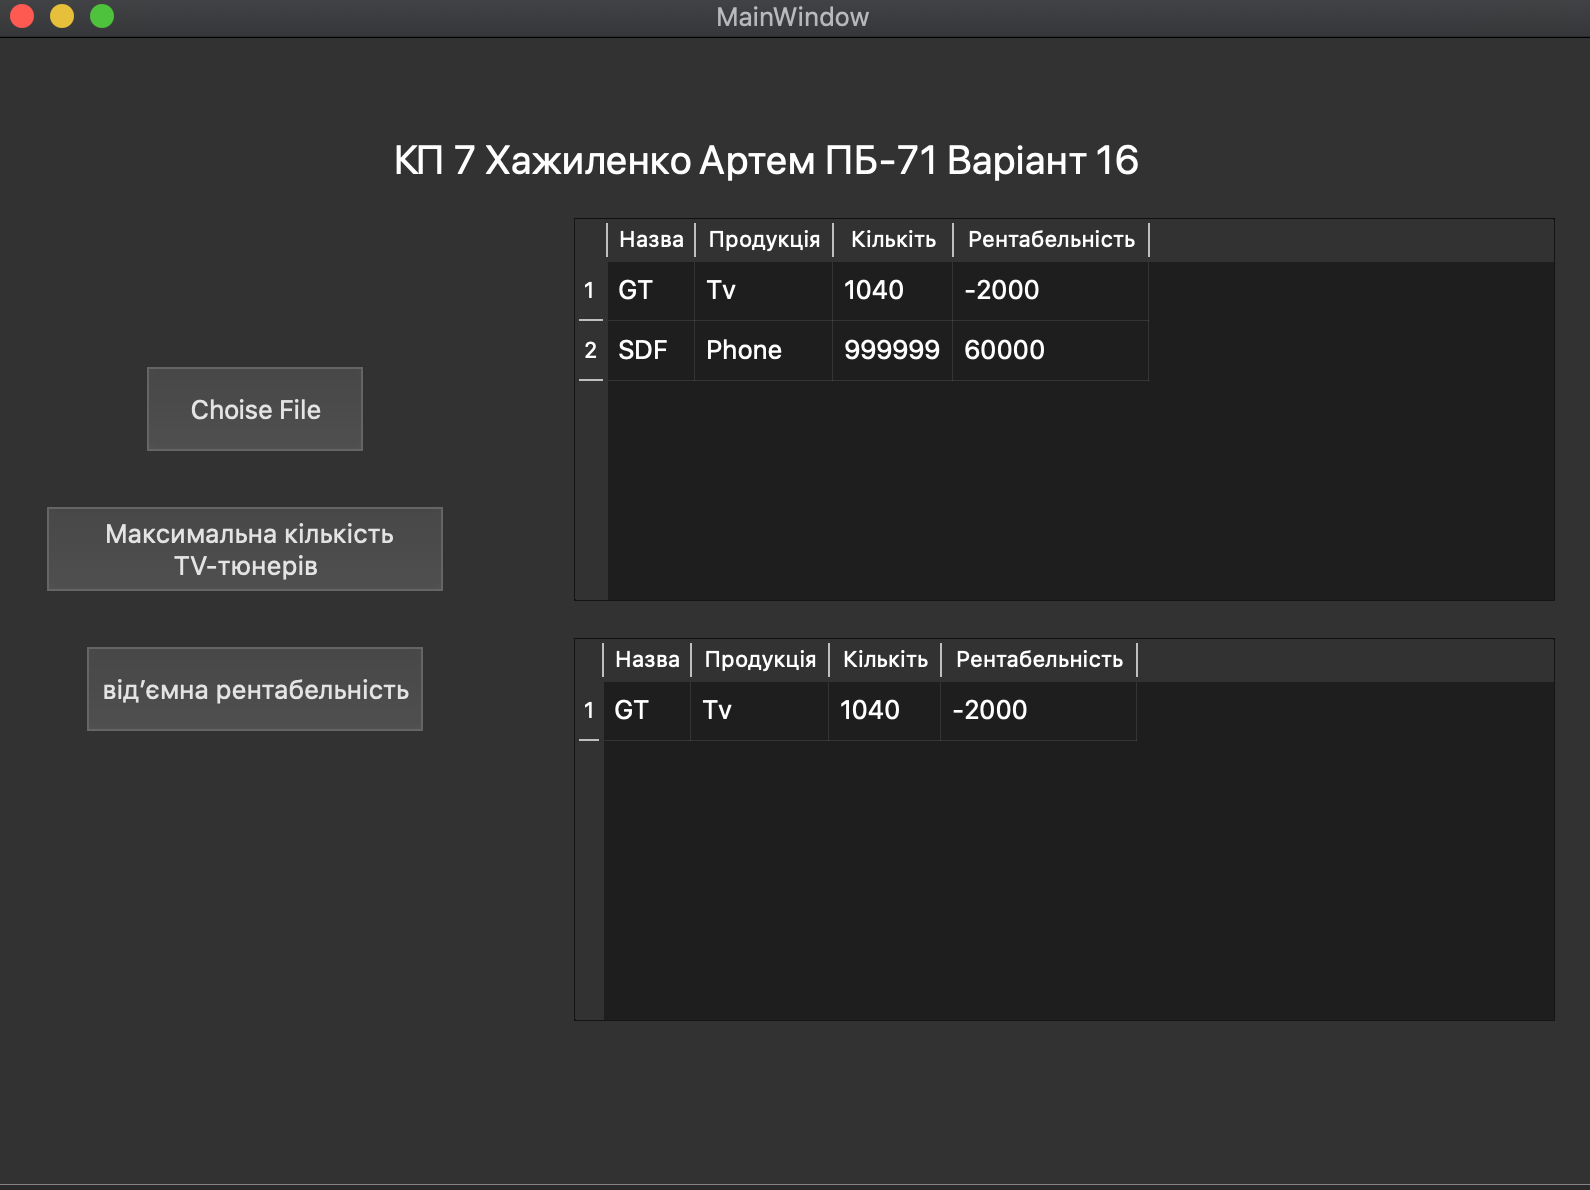 MainWindow
КП 7 Хажиленко Артем ПБ-71 Варіант 16
Назва Продукція Кількіть Рентабельність
1 GT Tv 1040 -2000
2 SDF Phone 999999 60000
Choise File
Максимальна кількість
TV-тюнерів
від’ємна рентабельність
Назва Продукція Кількіть Рентабельність
1 GT Tv 1040 -2000